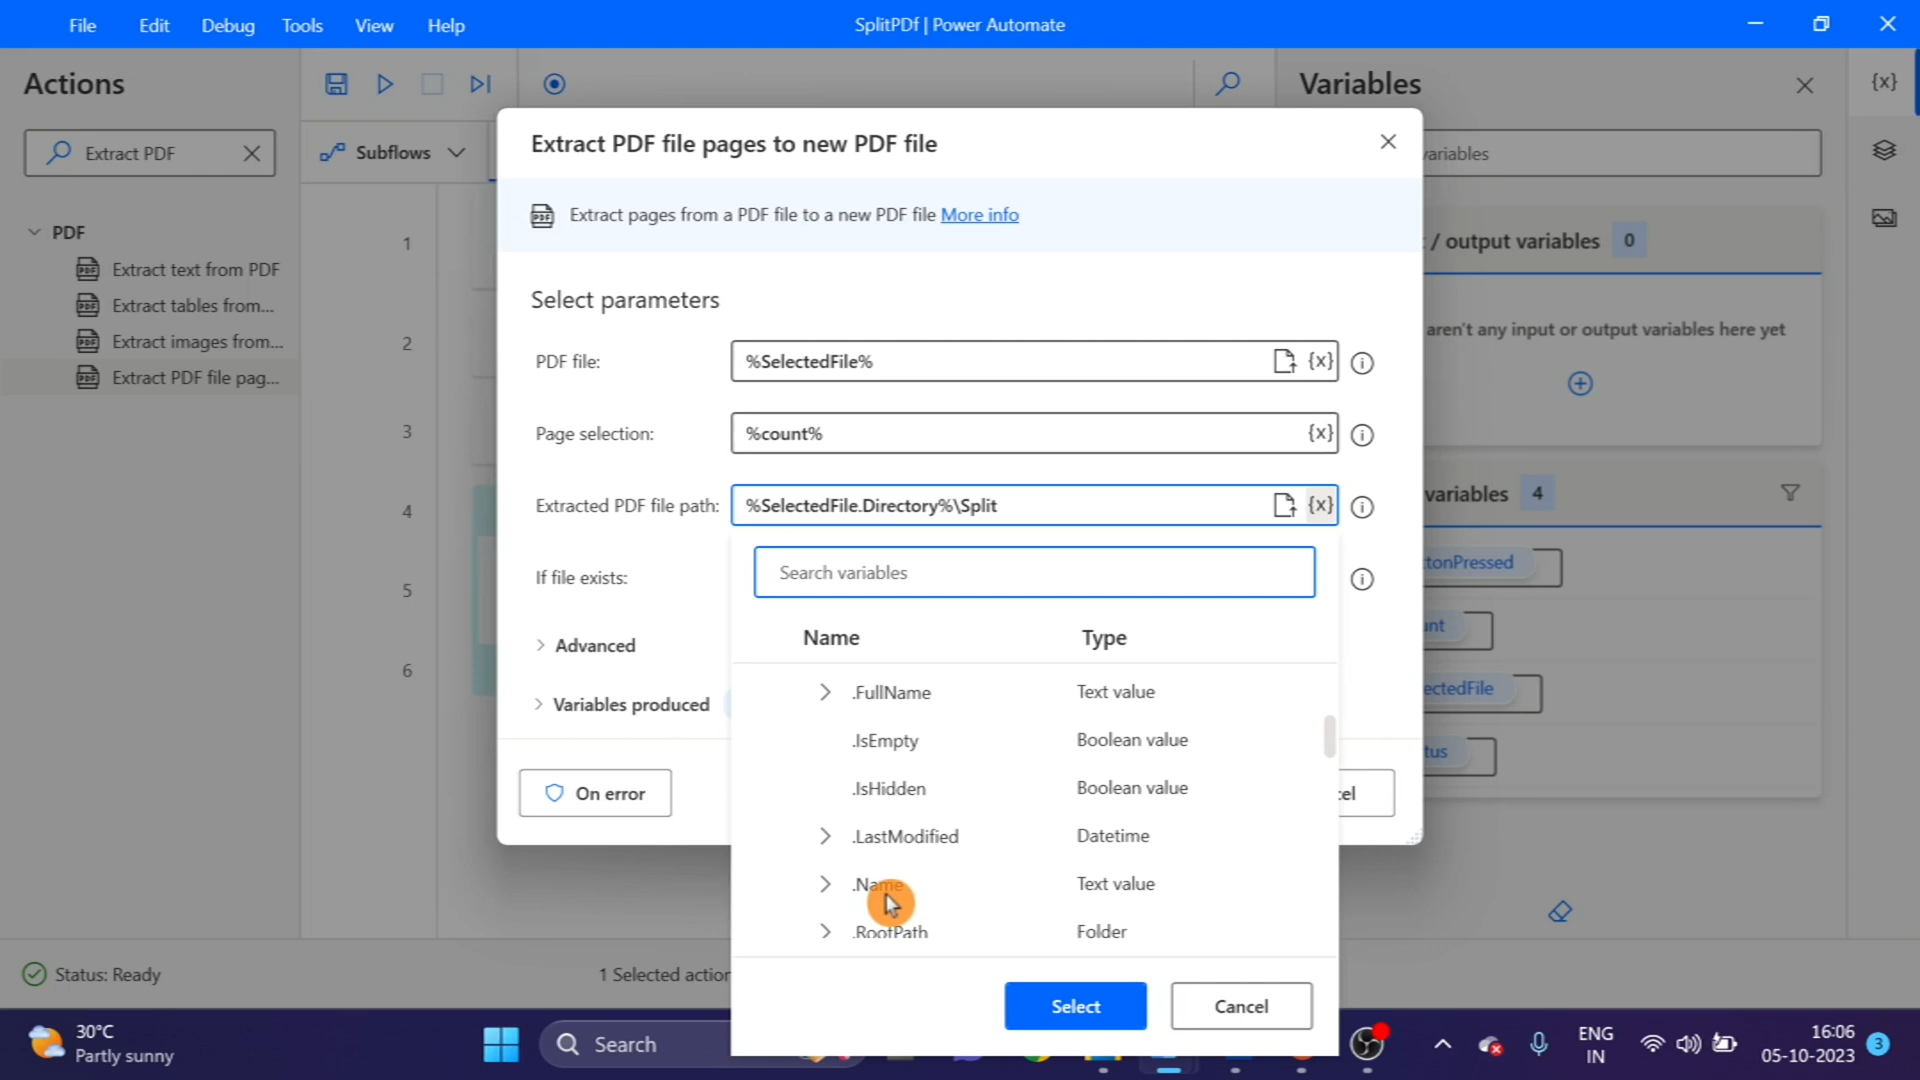 File Edit Debug Tools View Help
SplitPDf | Power Automate
Actions
Extract PDF
PDF
Extract text from PDF
Extract tables from...
Extract images from...
Extract PDF file pag...
Subflows
1
2
3
4
5
6
Extract PDF file pages to new PDF file
Extract pages from a PDF file to a new PDF file More info
Select parameters
PDF file: %SelectedFile% {x}
Page selection: %count% {x}
Extracted PDF file path: %SelectedFile.Directory%\Split {x}
If file exists:
Advanced
Variables produced
On error
Search variables
Name Type
.FullName Text value
.IsEmpty Boolean value
.IsHidden Boolean value
.LastModified Datetime
.Name Text value
.RootPath Folder
Select Cancel
cel
Variables
{x}
variables
/ output variables 0
aren't any input or output variables here yet
variables 4
tonPressed
unt
ectedFile
tus
Status: Ready
1 Selected action
30°C
Partly sunny
Search
ENG
IN
16:06
05-10-2023
3